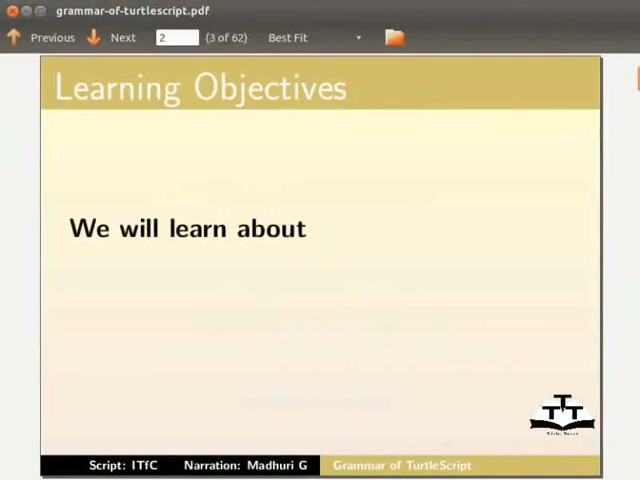 grammar-of-turtlescript.pdf
Previous Next 2 (3 of 62) Best Fit
Learning Objectives
We will learn about
Script: ITfC Narration: Madhuri G Grammar of TurtleScript